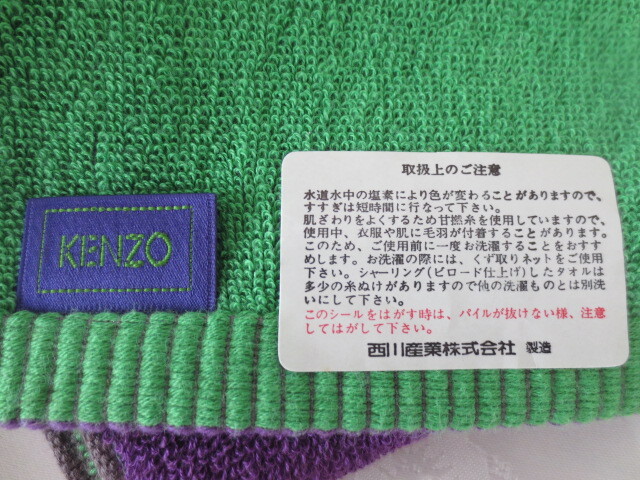 KENZO
取扱上のご注意
水道水中の塩素により色が変わることがありますので、
すすぎは短時間に行なって下さい。
肌ざわりをよくするため甘撚糸を使用していますので、
使用中、衣服や肌に毛羽が付着することがあります。
このため、ご使用前に一度お洗濯することをおすす
めします。お洗濯の際には、くず取りネットをご使用
下さい。シャーリング(ビロード仕上げ)したタオルは
多少の糸ぬけがありますので他の洗濯ものとは別洗
いにして下さい。
このシールをはがす時は、パイルが抜けない様、注意
してはがして下さい。
西川産業株式会社 製造